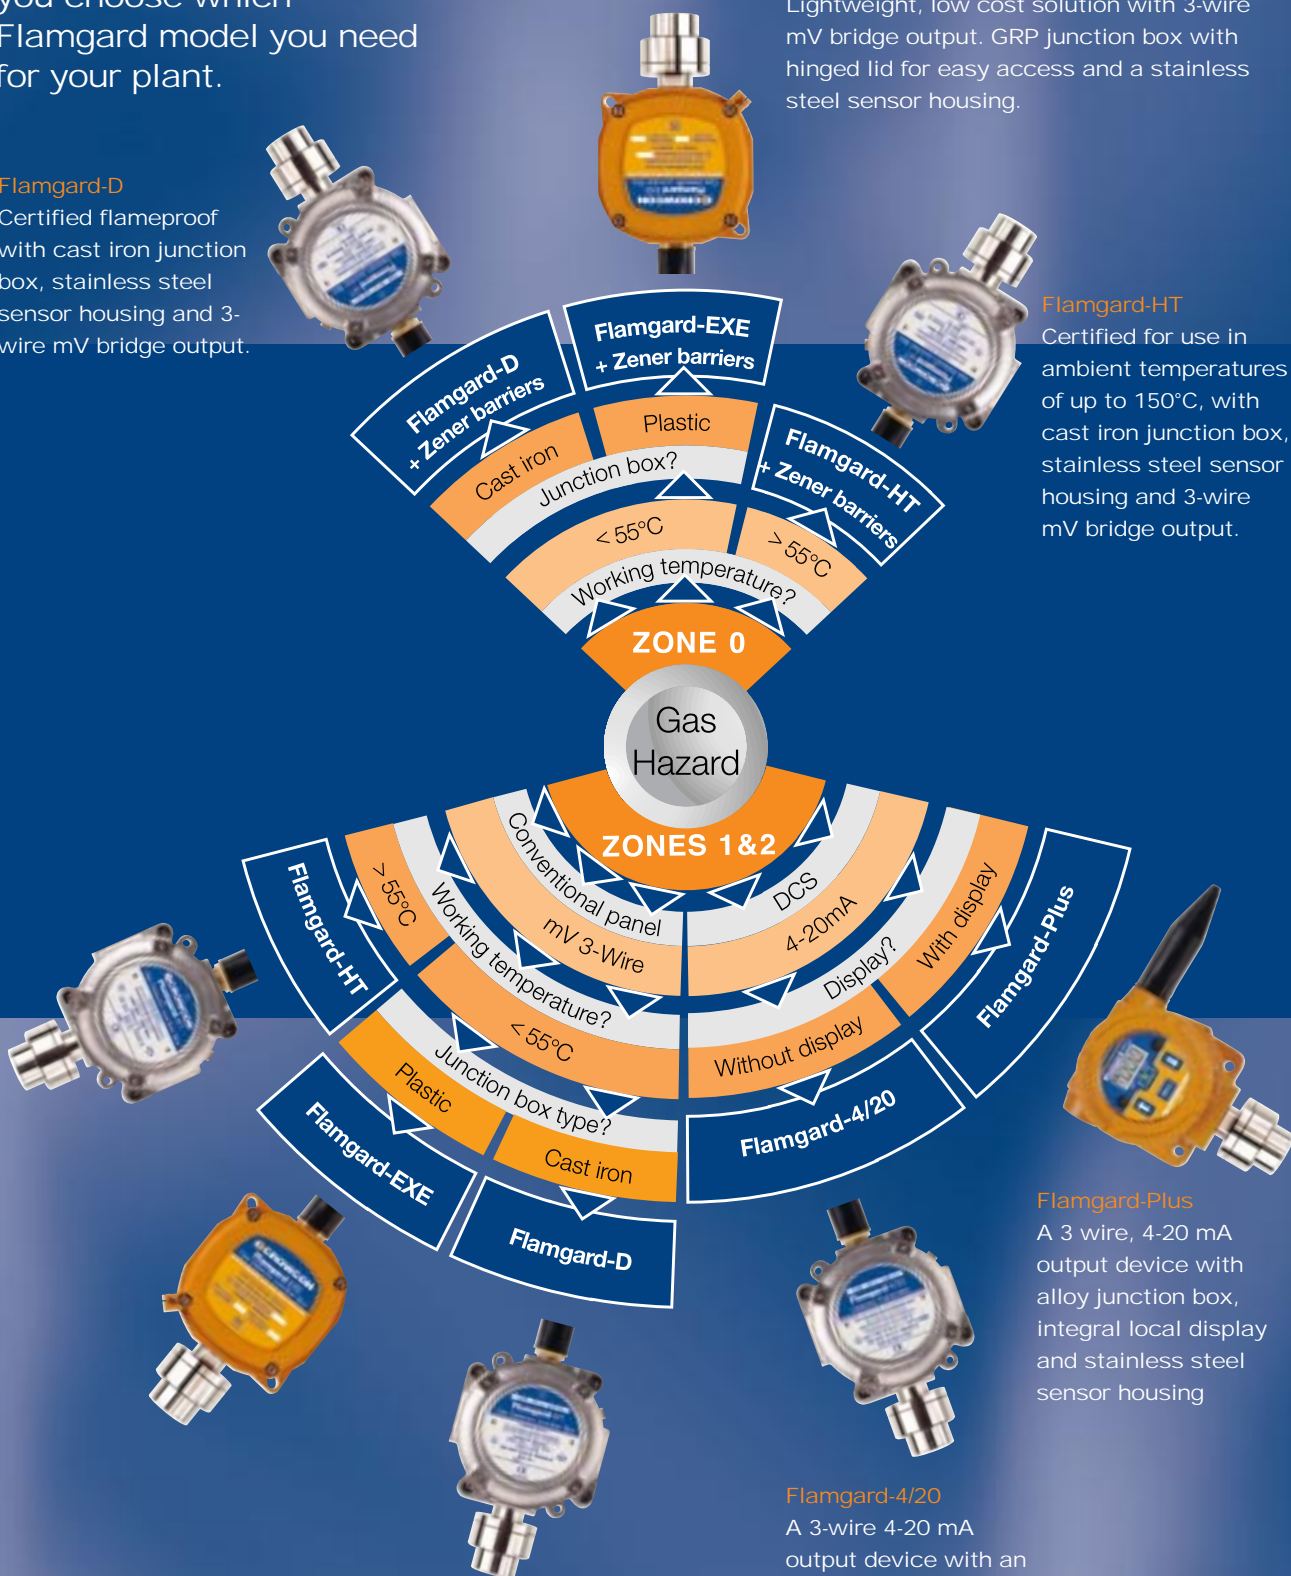 you choose which
Flamgard model you need
for your plant.
Lightweight, low cost solution with 3-wire
mV bridge output. GRP junction box with
hinged lid for easy access and a stainless
steel sensor housing.
Flamgard-D
Certified flameproof
with cast iron junction
box, stainless steel
sensor housing and 3-
wire mV bridge output.
Flamgard-HT
Certified for use in
ambient temperatures
of up to 150°C, with
cast iron junction box,
stainless steel sensor
housing and 3-wire
mV bridge output.
Flamgard-D
+ Zener barriers
Flamgard-EXE
+ Zener barriers
Flamgard-HT
+ Zener barriers
Cast iron
Plastic
Junction box?
< 55°C
> 55°C
Working temperature?
ZONE 0
Gas
Hazard
ZONES 1&2
Conventional panel
DCS
mV 3-Wire
4-20mA
Working temperature?
Display?
> 55°C
< 55°C
Without display
With display
Flamgard-HT
Junction box type?
Plastic
Cast iron
Flamgard-EXE
Flamgard-D
Flamgard-4/20
Flamgard-Plus
Flamgard-Plus
A 3 wire, 4-20 mA
output device with
alloy junction box,
integral local display
and stainless steel
sensor housing
Flamgard-4/20
A 3-wire 4-20 mA
output device with an